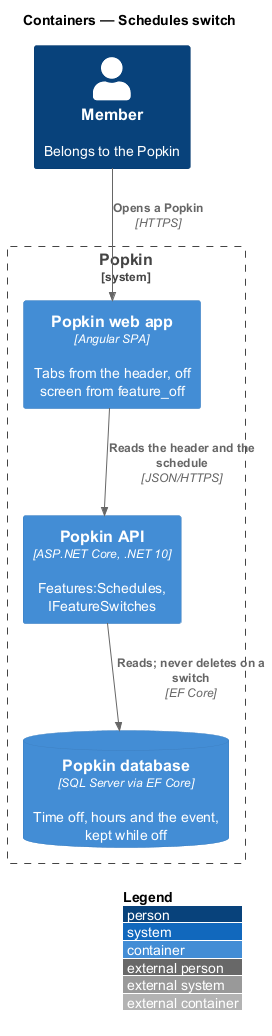 Containers — Schedules switch
Member
Belongs to the Popkin
Opens a Popkin
[HTTPS]
Popkin
[system]
Popkin web app
[Angular SPA]
Tabs from the header, off
screen from feature_off
Reads the header and the
schedule
[JSON/HTTPS]
Popkin API
[ASP.NET Core, .NET 10]
Features:Schedules,
IFeatureSwitches
Reads; never deletes on a
switch
[EF Core]
Popkin database
[SQL Server via EF Core]
Time off, hours and the event,
kept while off
Legend
person
system
container
external person
external system
external container